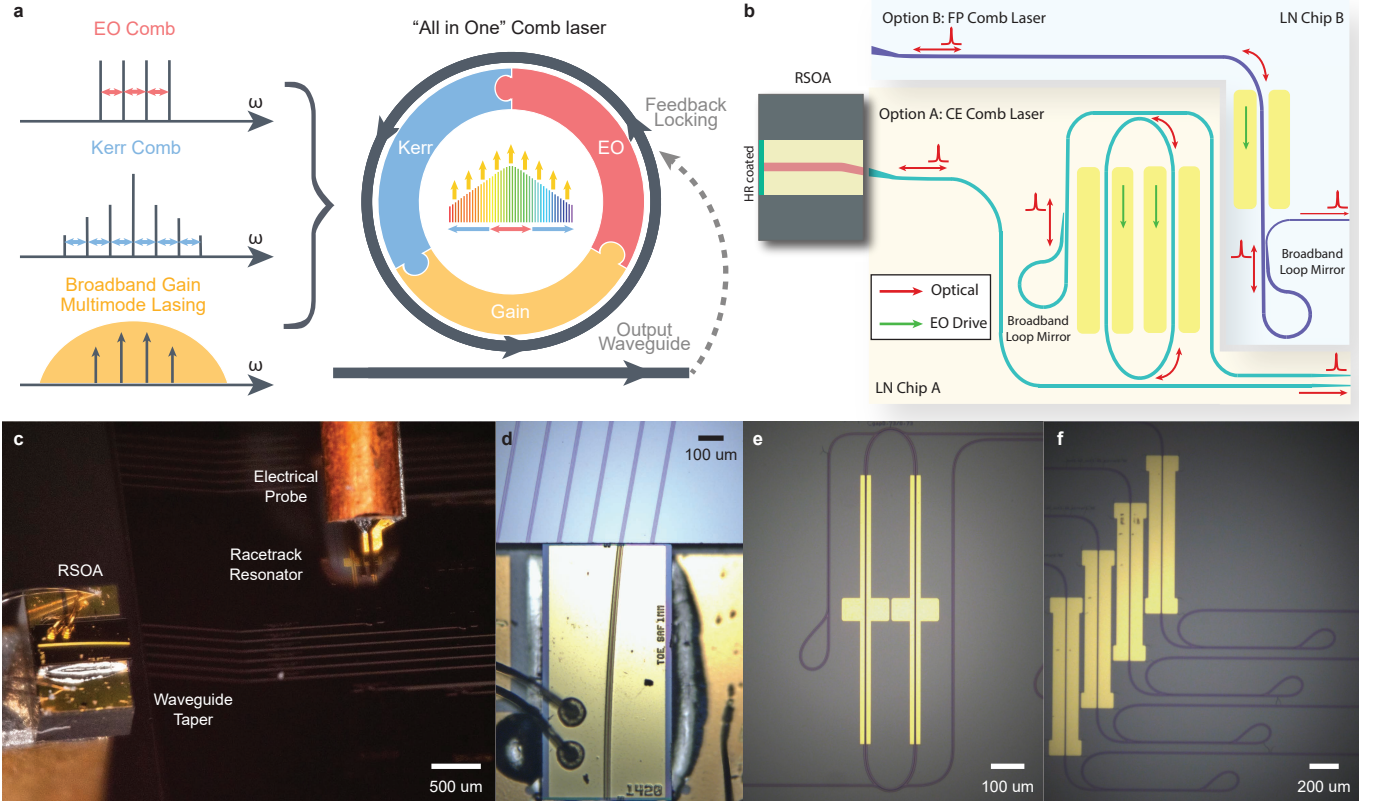 a
EO Comb
ω
Kerr Comb
ω
Broadband Gain
Multimode Lasing
ω
“All in One” Comb laser
Kerr
EO
Gain
Feedback
Locking
Output
Waveguide
b
Option B: FP Comb Laser
LN Chip B
RSOA
HR coated
Option A: CE Comb Laser
Optical
EO Drive
Broadband
Loop Mirror
Broadband
Loop Mirror
LN Chip A
c
Electrical
Probe
Racetrack
Resonator
RSOA
Waveguide
Taper
500 um
d
100 um
1420
e
100 um
f
200 um